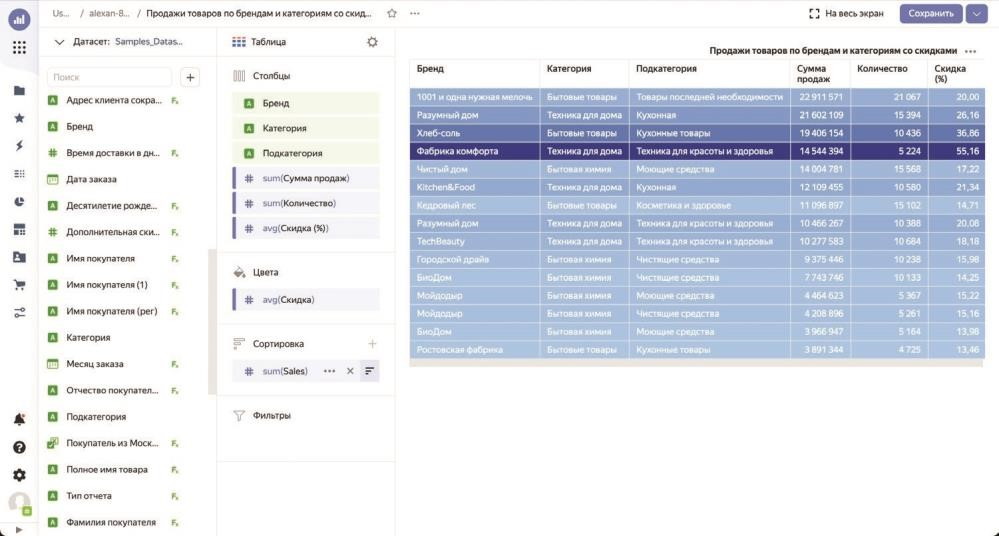 Us... / alexan-8... / Продажи товаров по брендам и категориям со скид...
На весь экран
Сохранить
Датасет: Samples_Datas...
Поиск
Адрес клиента сокра...
Бренд
Время доставки в дн...
Дата заказа
Десятилетие рожде...
Дополнительная ски...
Имя покупателя
Имя покупателя (1)
Имя покупателя (per)
Категория
Месяц заказа
Отчество покупател...
Подкатегория
Покупатель из Моск...
Полное имя товара
Тип отчета
Фамилия покупателя
Таблица
Столбцы
Бренд
Категория
Подкатегория
sum(Сумма продаж)
sum(Количество)
avg(Скидка (%))
Цвета
avg(Скидка)
Сортировка
sum(Sales)
Фильтры
Продажи товаров по брендам и категориям со скидками
Бренд Категория Подкатегория Сумма продаж Количество Скидка (%)
1001 и одна нужная мелочь Бытовые товары Товары последней необходимости 22 911 571 21 067 20,00
Разумный дом Техника для дома Кухонная 21 602 109 15 394 26,16
Хлеб-соль Бытовые товары Кухонные товары 19 406 154 10 436 36,86
Фабрика комфорта Техника для дома Техника для красоты и здоровья 14 544 394 5 224 55,16
Чистый дом Бытовая химия Моющие средства 14 004 781 15 568 17,22
Kitchen&Food Техника для дома Кухонная 12 109 455 10 580 21,34
Кедровый лес Бытовые товары Косметика и здоровье 11 096 897 15 102 14,71
Разумный дом Техника для дома Техника для красоты и здоровья 10 466 267 10 388 20,08
TechBeauty Техника для дома Техника для красоты и здоровья 10 277 583 10 684 18,18
Городской драйв Бытовая химия Чистящие средства 9 375 446 10 238 15,98
БиоДом Бытовая химия Чистящие средства 7 743 746 10 133 14,25
Мойдодыр Бытовая химия Моющие средства 4 464 623 5 367 15,22
Мойдодыр Бытовая химия Чистящие средства 4 208 896 5 261 15,16
БиоДом Бытовая химия Моющие средства 3 966 947 5 164 13,98
Ростовская фабрика Бытовые товары Кухонные товары 3 891 344 4 725 13,46